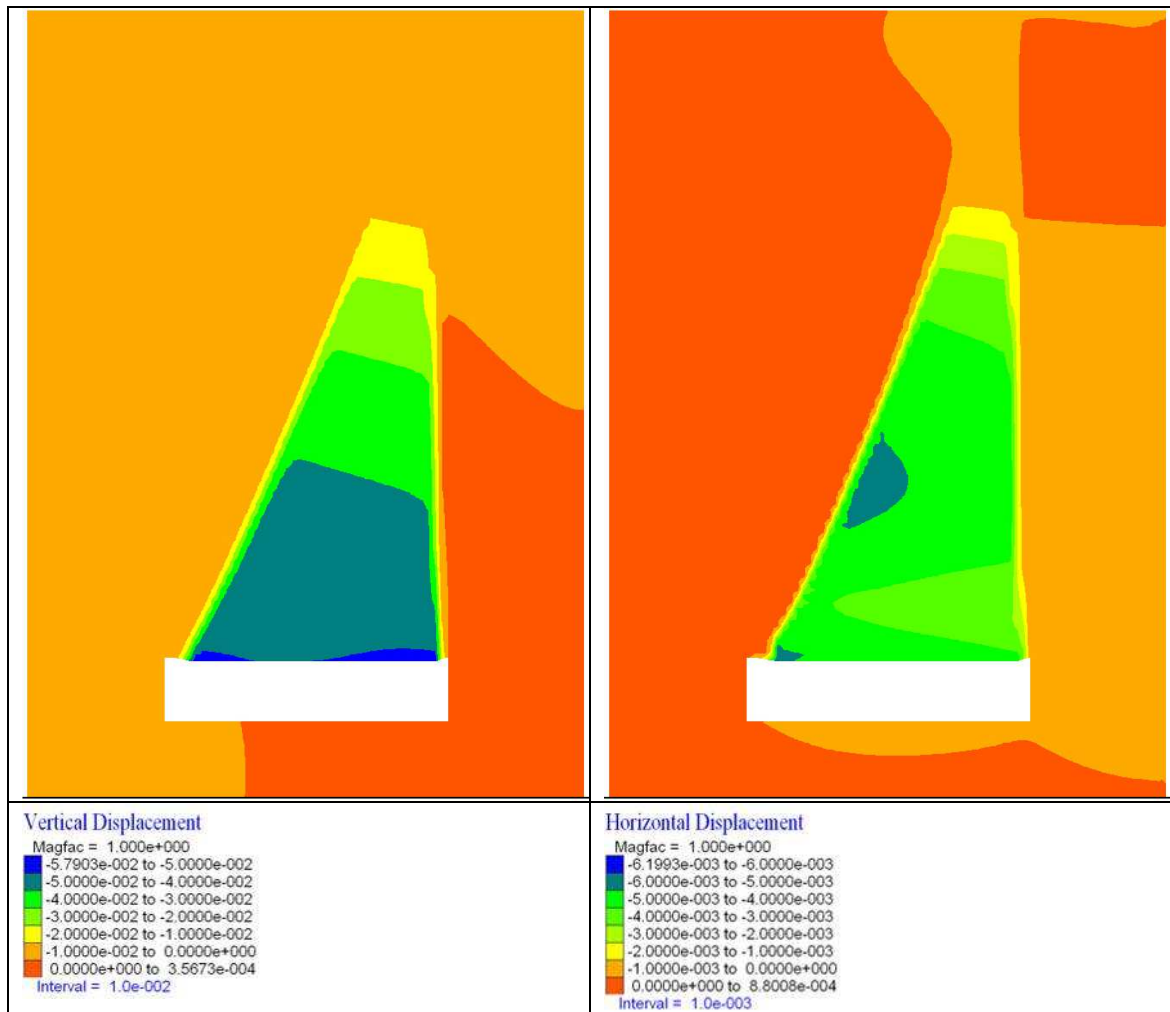 Vertical Displacement
Magfac = 1.000e+000
-5.7903e-002 to -5.0000e-002
-5.0000e-002 to -4.0000e-002
-4.0000e-002 to -3.0000e-002
-3.0000e-002 to -2.0000e-002
-2.0000e-002 to -1.0000e-002
-1.0000e-002 to 0.0000e+000
0.0000e+000 to 3.5673e-004
Interval = 1.0e-002
Horizontal Displacement
Magfac = 1.000e+000
-6.1993e-003 to -6.0000e-003
-6.0000e-003 to -5.0000e-003
-5.0000e-003 to -4.0000e-003
-4.0000e-003 to -3.0000e-003
-3.0000e-003 to -2.0000e-003
-2.0000e-003 to -1.0000e-003
-1.0000e-003 to 0.0000e+000
0.0000e+000 to 8.8008e-004
Interval = 1.0e-003